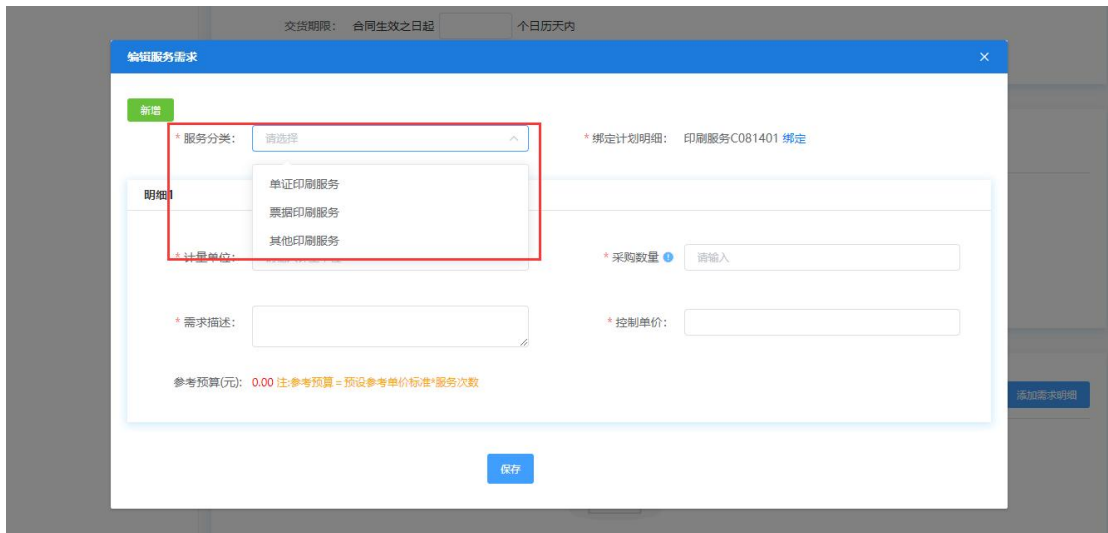 交货期限： 合同生效之日起 个日历天内
编辑服务需求
新增
* 服务分类： 请选择
* 绑定计划明细： 印刷服务C081401 绑定
单证印刷服务
票据印刷服务
其他印刷服务
明细1
* 计量单位：
* 采购数量 请输入
* 需求描述：
* 控制单价：
参考预算(元): 0.00 注:参考预算 = 预设参考单价标准*服务次数
添加需求明细
保存